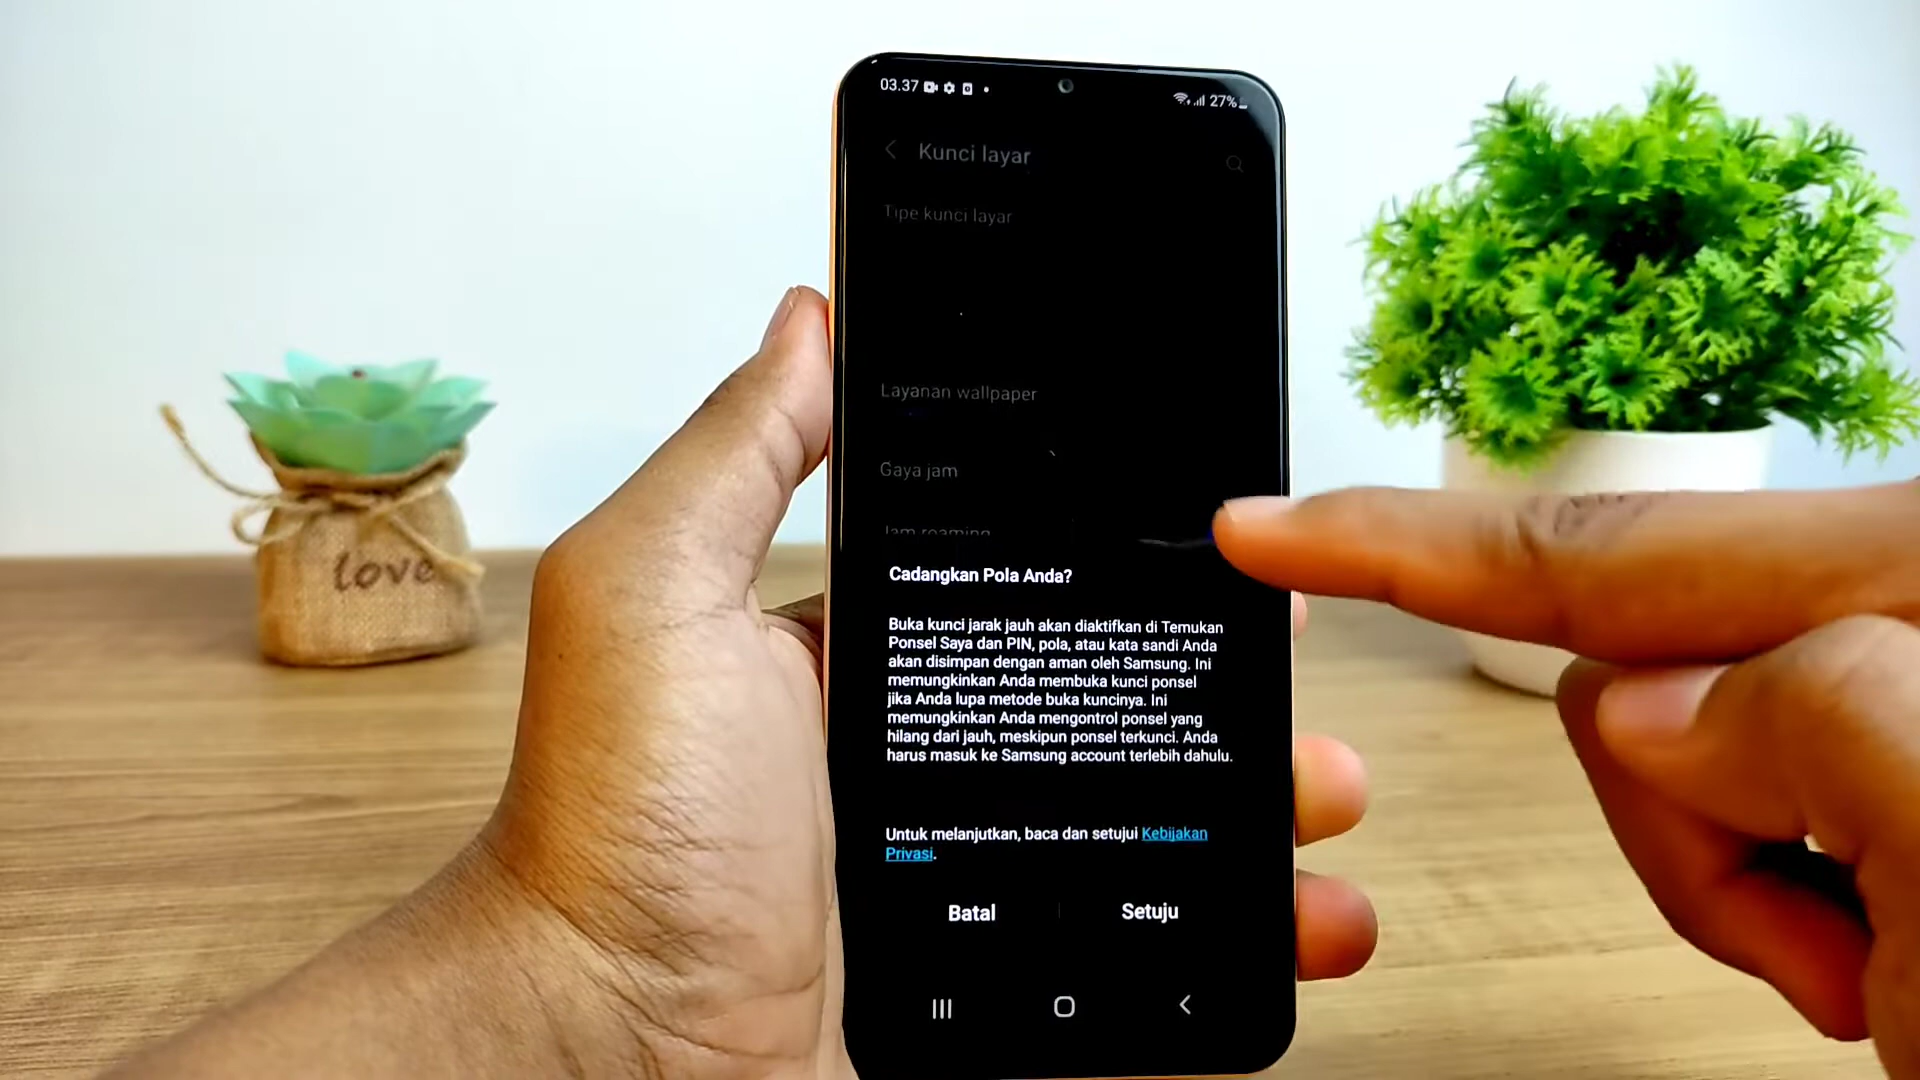 03.37
27%
Kunci layar
Tipe kunci layar
Layanan wallpaper
Gaya jam
Jam roaming
love
Cadangkan Pola Anda?
Buka kunci jarak jauh akan diaktifkan di Temukan
Ponsel Saya dan PIN, pola, atau kata sandi Anda
akan disimpan dengan aman oleh Samsung. Ini
memungkinkan Anda membuka kunci ponsel
jika Anda lupa metode buka kuncinya. Ini
memungkinkan Anda mengontrol ponsel yang
hilang dari jauh, meskipun ponsel terkunci. Anda
harus masuk ke Samsung account terlebih dahulu.
Untuk melanjutkan, baca dan setujui Kebijakan
Privasi.
Batal
Setuju